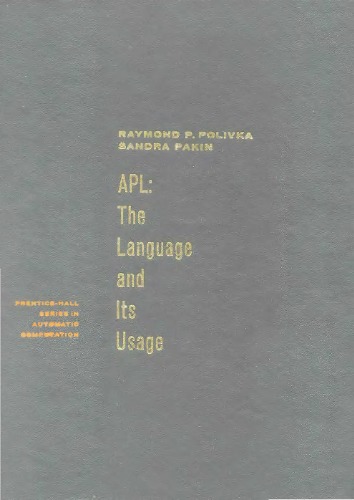 RAYMOND P. POLIVKA
SANDRA PAKIN
APL:
The
Language
and
Its
Usage
PRENTICE-HALL
SERIES IN
AUTOMATIC
COMPUTATION